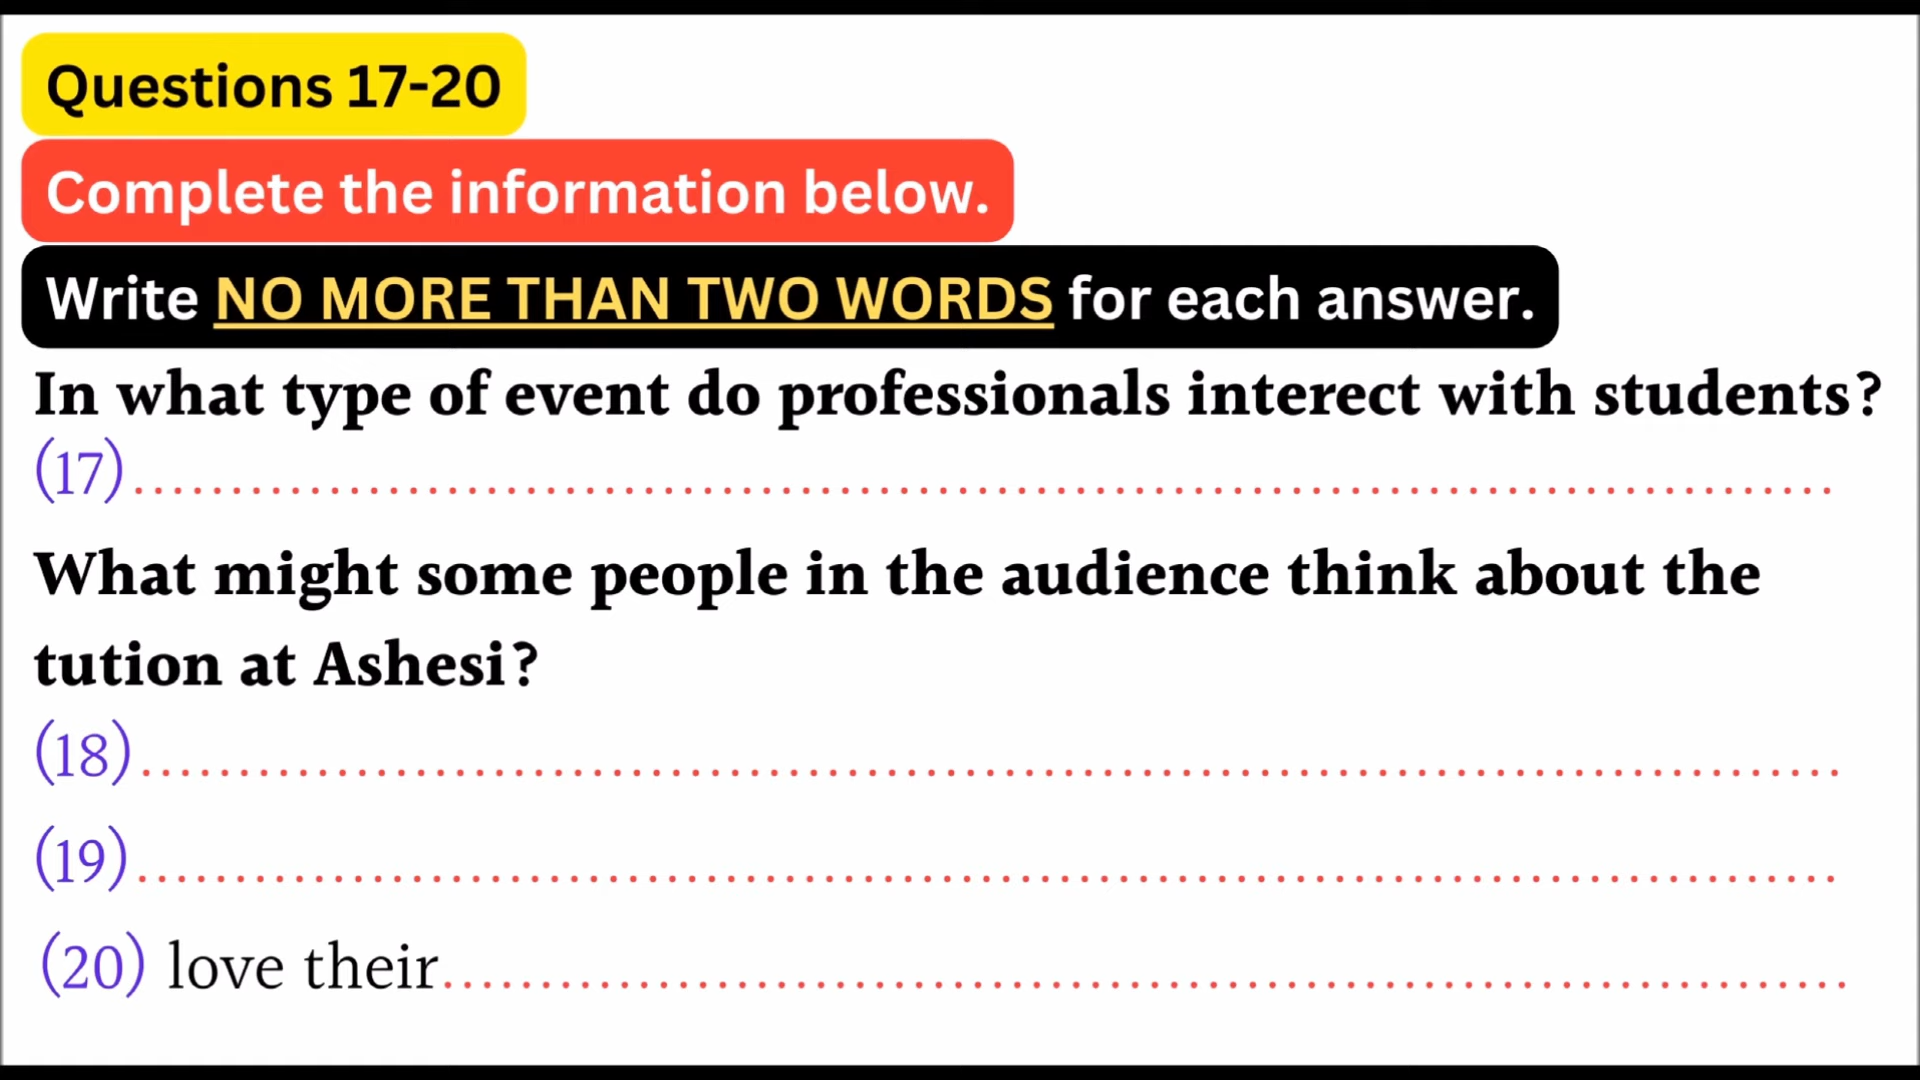 Questions 17-20
Complete the information below.
Write NO MORE THAN TWO WORDS for each answer.
In what type of event do professionals interect with students?
(17)......................................................................................
What might some people in the audience think about the
tution at Ashesi?
(18)......................................................................................
(19)......................................................................................
(20) love their.......................................................................